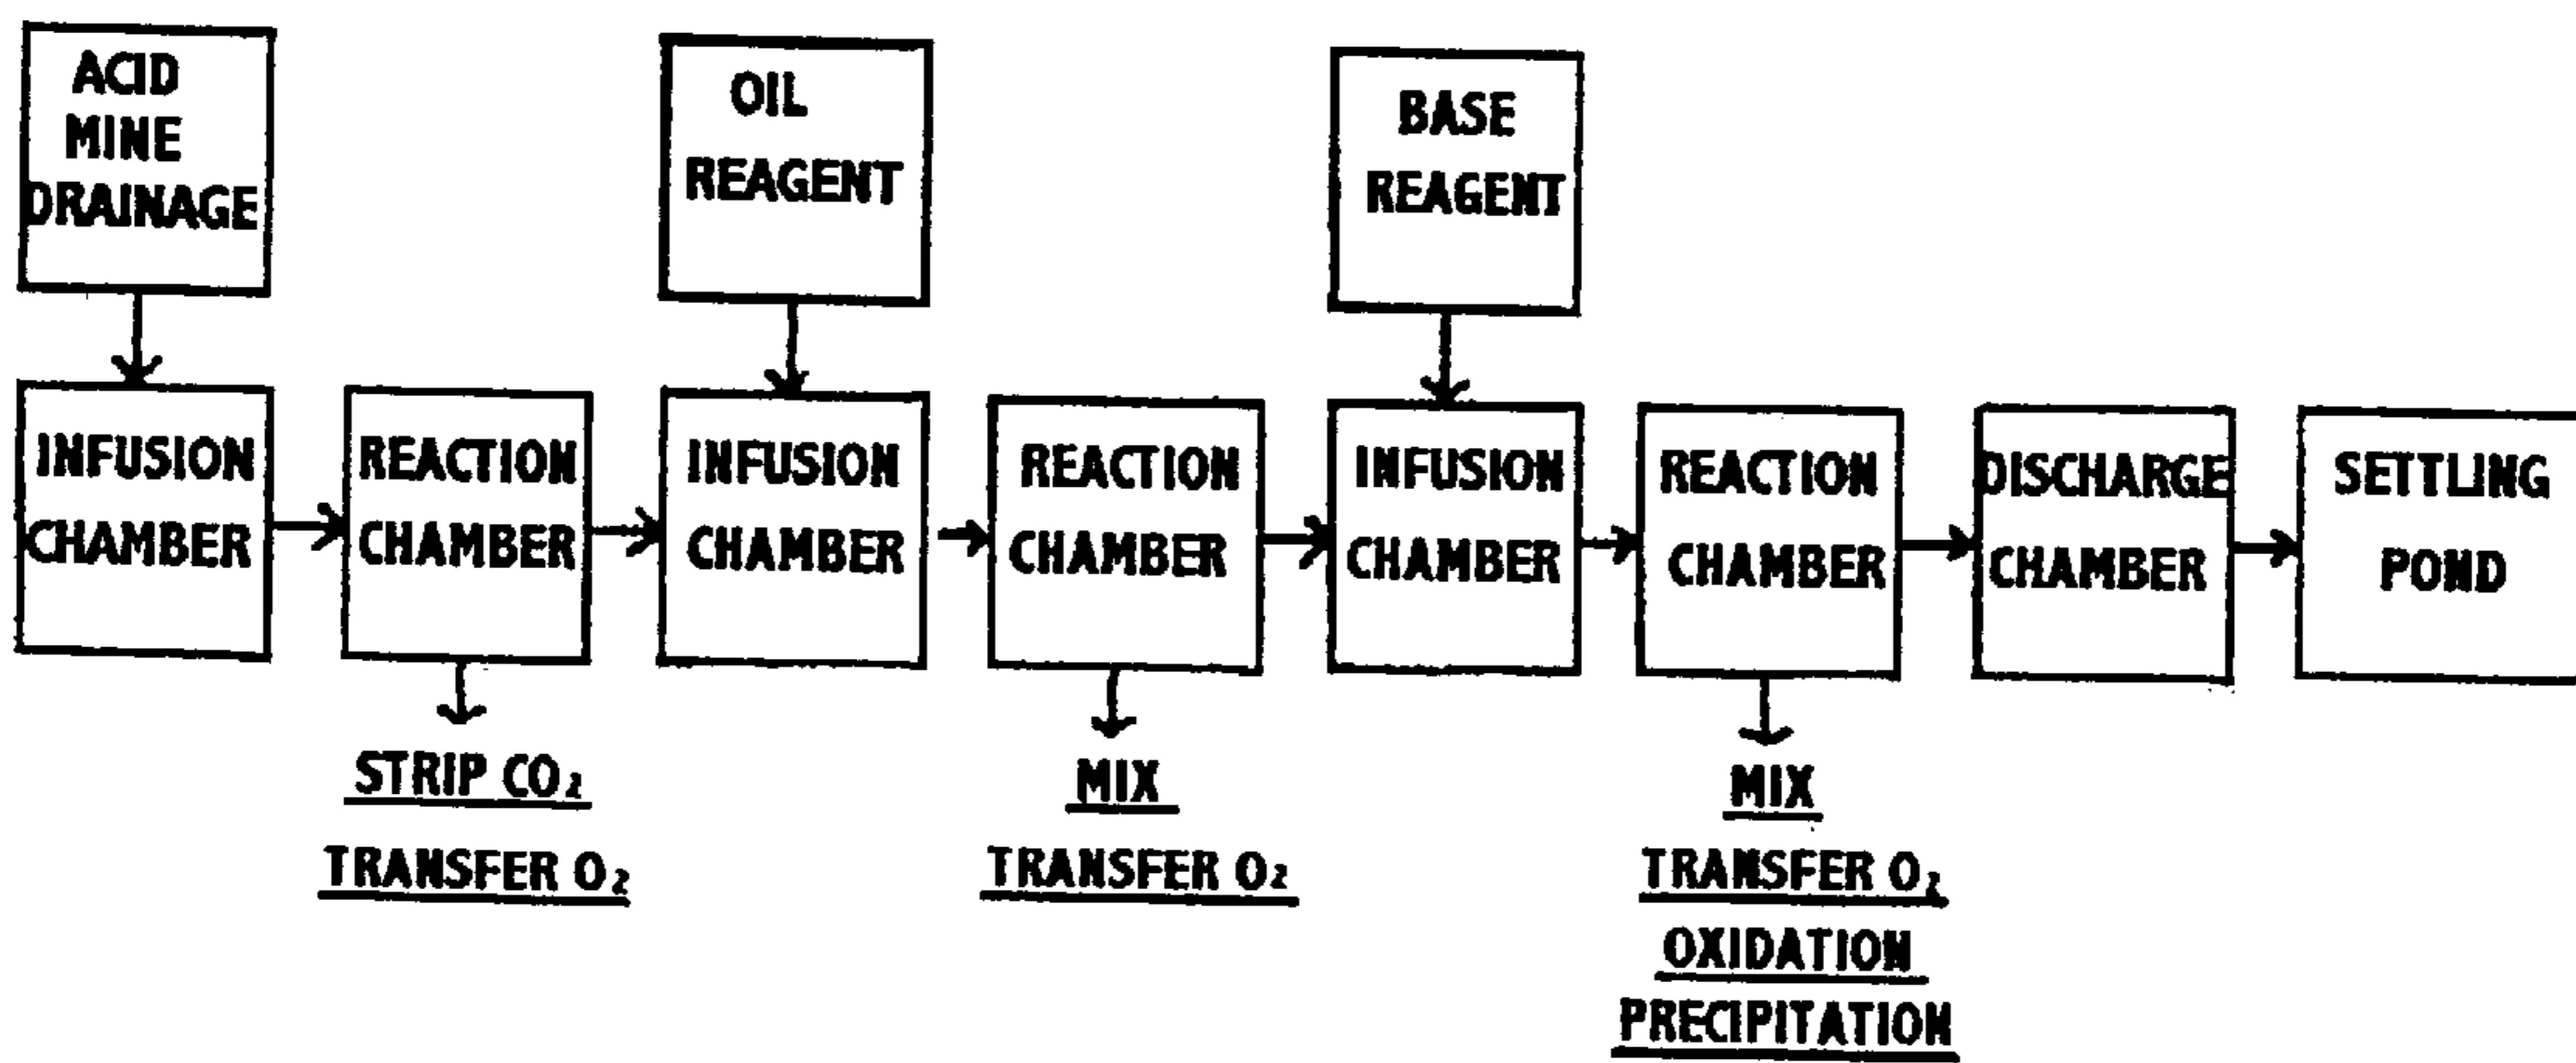 ACID
MINE
DRAINAGE
OIL
REAGENT
BASE
REAGENT
INFUSION
CHAMBER
REACTION
CHAMBER
INFUSION
CHAMBER
REACTION
CHAMBER
INFUSION
CHAMBER
REACTION
CHAMBER
DISCHARGE
CHAMBER
SETTLING
POND
STRIP CO₂
TRANSFER O₂
MIX
TRANSFER O₂
MIX
TRANSFER O₂
OXIDATION
PRECIPITATION